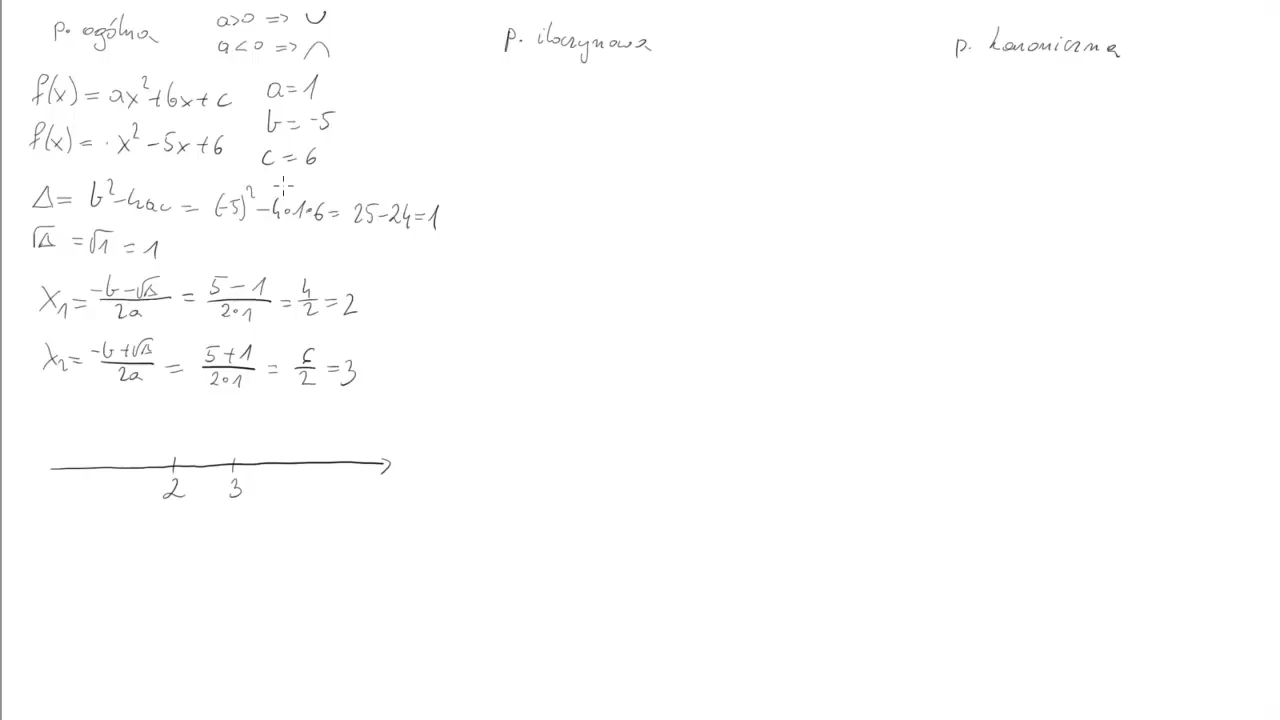 p. ogólna
a>0 => ∪
a<0 => ∩
f(x) = ax²+bx+c
f(x) = · x² - 5x + 6
a = 1
b = -5
c = 6
Δ = b² - 4ac = (-5)² - 4·1·6 = 25-24 = 1
√Δ = √1 = 1
X₁ = (-b-√Δ)/2a = (5-1)/(2·1) = 4/2 = 2
X₂ = (-b+√Δ)/2a = (5+1)/(2·1) = 6/2 = 3
2 3
p. iloczynowa
p. kanoniczna